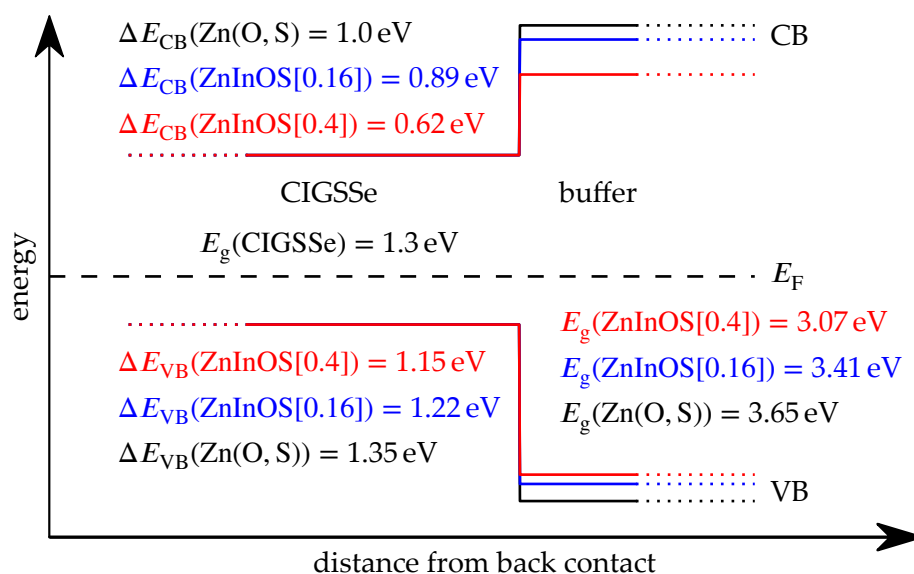 ΔE_CB(Zn(O, S) = 1.0 eV
CB
ΔE_CB(ZnInOS[0.16]) = 0.89 eV
ΔE_CB(ZnInOS[0.4]) = 0.62 eV
CIGSSe
buffer
E_g(CIGSSe) = 1.3 eV
energy
E_F
E_g(ZnInOS[0.4]) = 3.07 eV
ΔE_VB(ZnInOS[0.4]) = 1.15 eV
E_g(ZnInOS[0.16]) = 3.41 eV
ΔE_VB(ZnInOS[0.16]) = 1.22 eV
E_g(Zn(O, S)) = 3.65 eV
ΔE_VB(Zn(O, S)) = 1.35 eV
VB
distance from back contact